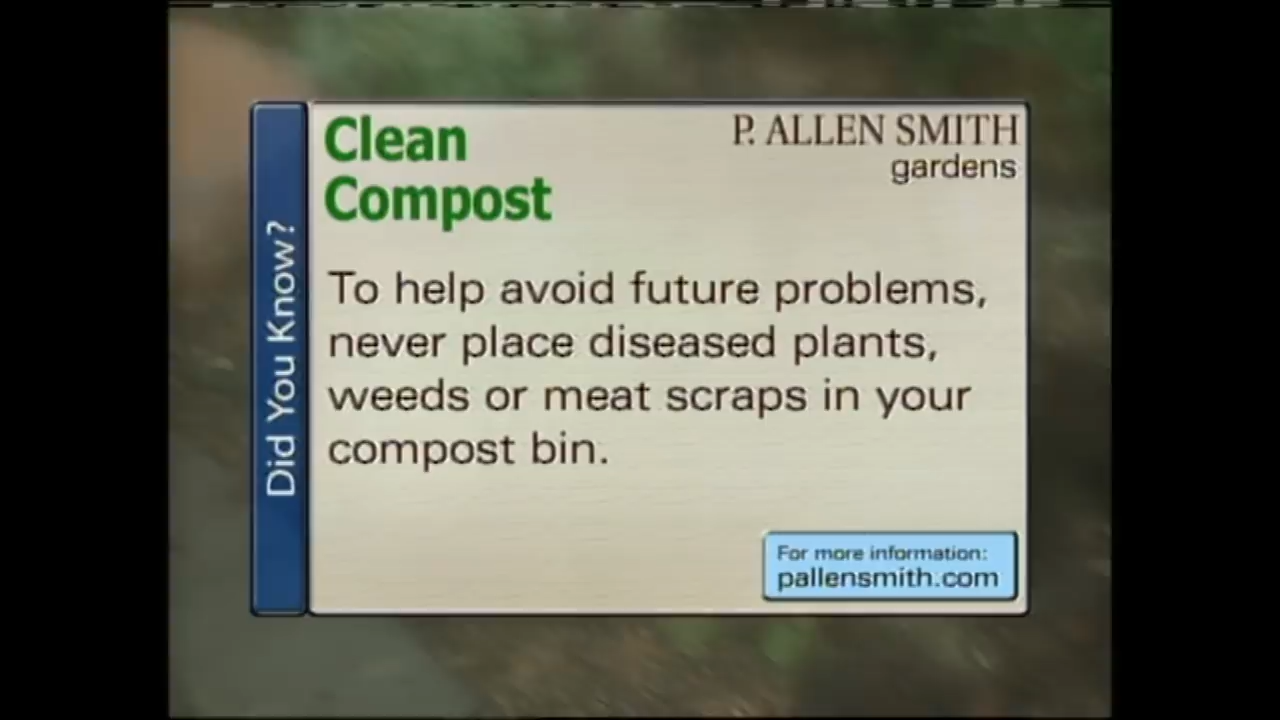 Did You Know?
Clean
Compost
P. ALLEN SMITH
gardens
To help avoid future problems,
never place diseased plants,
weeds or meat scraps in your
compost bin.
For more information:
pallensmith.com